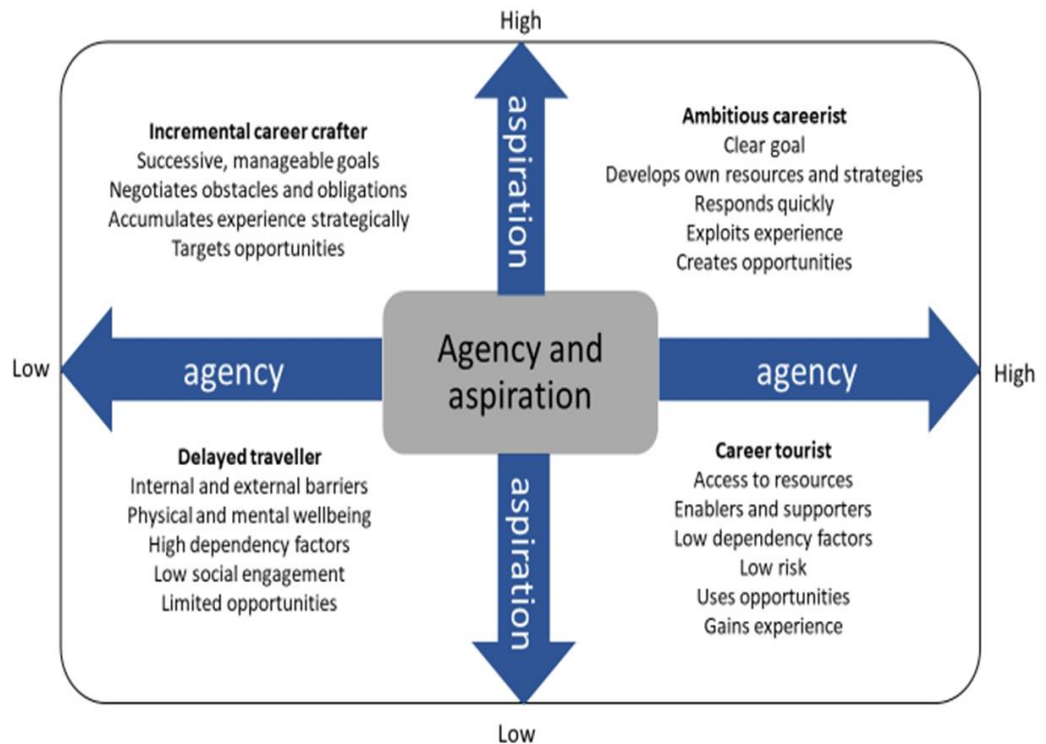 High
aspiration
Incremental career crafter
Successive, manageable goals
Negotiates obstacles and obligations
Accumulates experience strategically
Targets opportunities
Ambitious careerist
Clear goal
Develops own resources and strategies
Responds quickly
Exploits experience
Creates opportunities
Low
agency
Agency and
aspiration
agency
High
Delayed traveller
Internal and external barriers
Physical and mental wellbeing
High dependency factors
Low social engagement
Limited opportunities
aspiration
Career tourist
Access to resources
Enablers and supporters
Low dependency factors
Low risk
Uses opportunities
Gains experience
Low